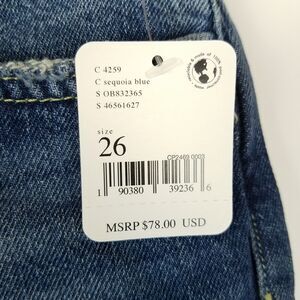 C 4259
C sequoia blue
S OB832365
S 46561627
size
26
CP2469 0003
1 90380 39236 6
MSRP $78.00 USD